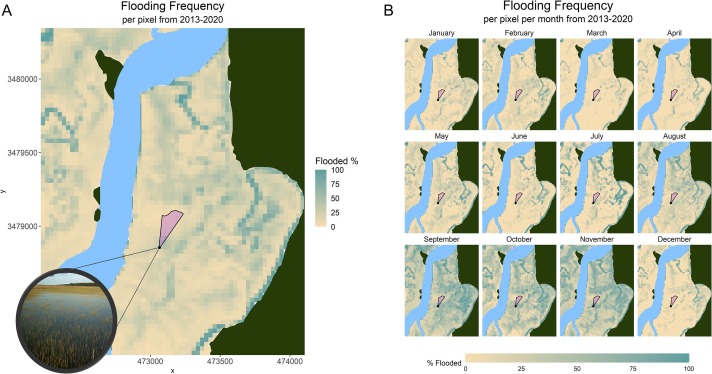 A
Flooding Frequency
per pixel from 2013-2020
3480000
3479500
3479000
y
473000
473500
474000
x
Flooded %
100
75
50
25
0
B
Flooding Frequency
per pixel per month from 2013-2020
January
February
March
April
May
June
July
August
September
October
November
December
% Flooded
0
25
50
75
100